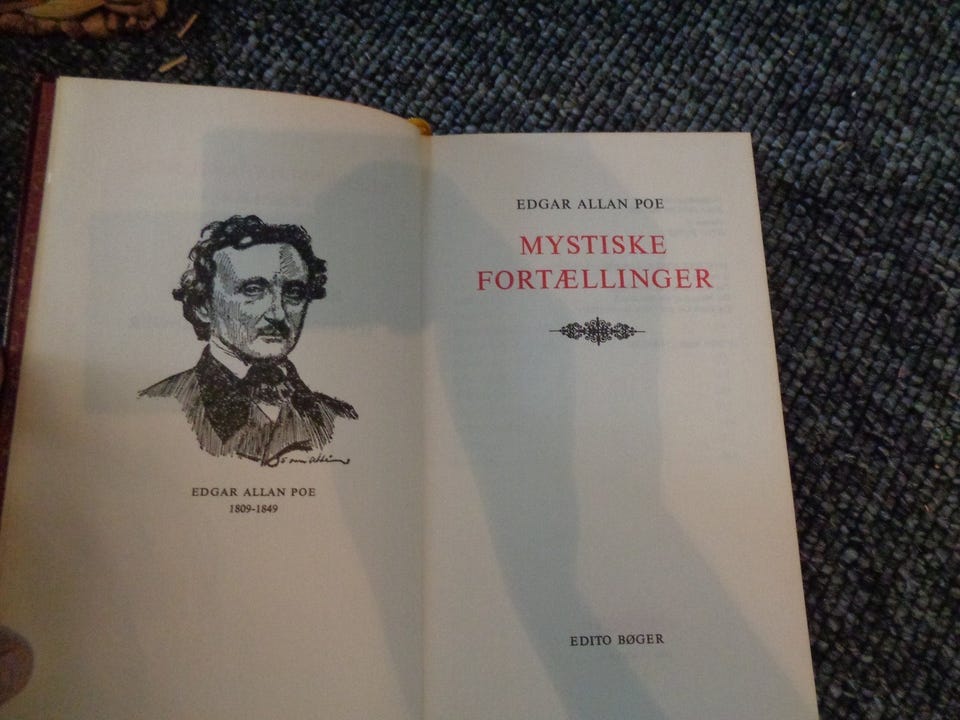 EDGAR ALLAN POE
1809-1849
EDGAR ALLAN POE
MYSTISKE
FORTÆLLINGER
EDITO BØGER